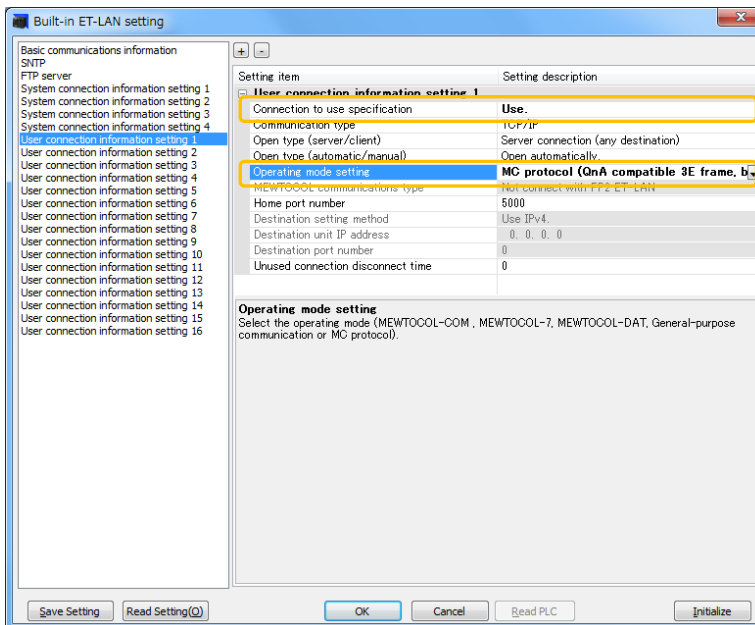 Built-in ET-LAN setting
Basic communications information
SNTP
FTP server
System connection information setting 1
System connection information setting 2
System connection information setting 3
System connection information setting 4
User connection information setting 1
User connection information setting 2
User connection information setting 3
User connection information setting 4
User connection information setting 5
User connection information setting 6
User connection information setting 7
User connection information setting 8
User connection information setting 9
User connection information setting 10
User connection information setting 11
User connection information setting 12
User connection information setting 13
User connection information setting 14
User connection information setting 15
User connection information setting 16
Setting item Setting description
User connection information setting 1
Connection to use specification Use.
Communication type TCP/IP
Open type (server/client) Server connection (any destination)
Open type (automatic/manual) Open automatically.
Operating mode setting MC protocol (QnA compatible 3E frame, b
MEWTOCOL communications type Not connect with FP2 ET-LAN
Home port number 5000
Destination setting method Use IPv4.
Destination unit IP address 0. 0. 0. 0
Destination port number 0
Unused connection disconnect time 0
Operating mode setting
Select the operating mode (MEWTOCOL-COM , MEWTOCOL-7, MEWTOCOL-DAT, General-purpose
communication or MC protocol).
Save Setting Read Setting(O) OK Cancel Read PLC Initialize